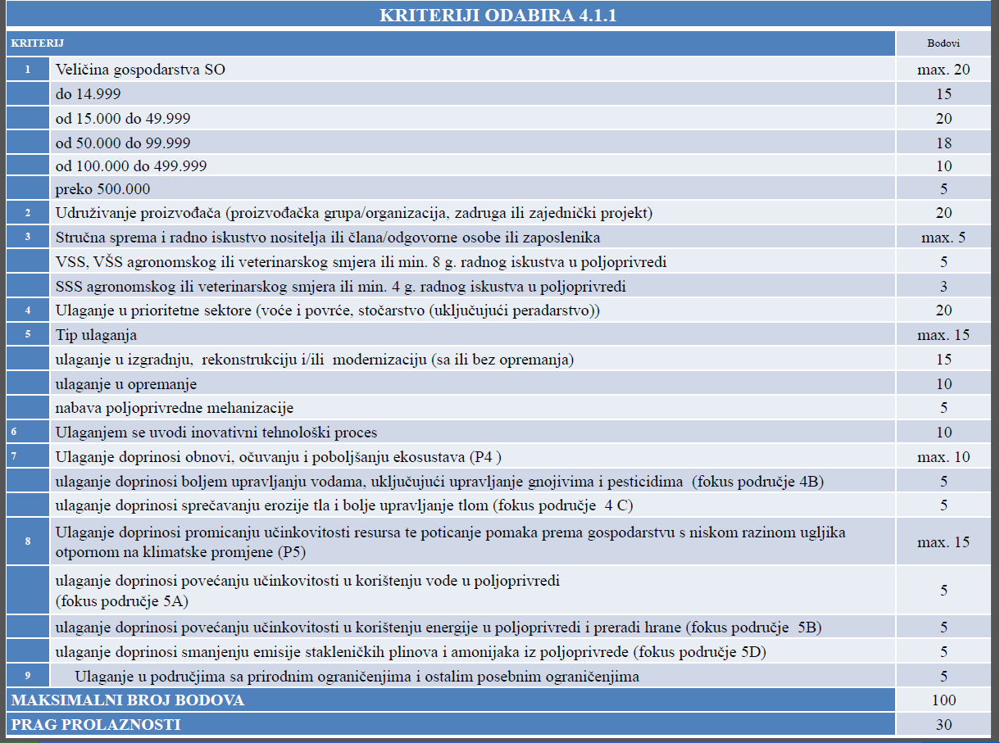 KRITERIJI ODABIRA 4.1.1
KRITERIJ Bodovi
1 Veličina gospodarstva SO max. 20
do 14.999 15
od 15.000 do 49.999 20
od 50.000 do 99.999 18
od 100.000 do 499.999 10
preko 500.000 5
2 Udruživanje proizvođača (proizvođačka grupa/organizacija, zadruga ili zajednički projekt) 20
3 Stručna sprema i radno iskustvo nositelja ili člana/odgovorne osobe ili zaposlenika max. 5
VSS, VŠS agronomskog ili veterinarskog smjera ili min. 8 g. radnog iskustva u poljoprivredi 5
SSS agronomskog ili veterinarskog smjera ili min. 4 g. radnog iskustva u poljoprivredi 3
4 Ulaganje u prioritetne sektore (voće i povrće, stočarstvo (uključujući peradarstvo)) 20
5 Tip ulaganja max. 15
ulaganje u izgradnju, rekonstrukciju i/ili modernizaciju (sa ili bez opremanja) 15
ulaganje u opremanje 10
nabava poljoprivredne mehanizacije 5
6 Ulaganjem se uvodi inovativni tehnološki proces 10
7 Ulaganje doprinosi obnovi, očuvanju i poboljšanju ekosustava (P4 ) max. 10
ulaganje doprinosi boljem upravljanju vodama, uključujući upravljanje gnojivima i pesticidima (fokus područje 4B) 5
ulaganje doprinosi sprečavanju erozije tla i bolje upravljanje tlom (fokus područje 4 C) 5
8 Ulaganje doprinosi promicanju učinkovitosti resursa te poticanje pomaka prema gospodarstvu s niskom razinom ugljika
otpornom na klimatske promjene (P5) max. 15
ulaganje doprinosi povećanju učinkovitosti u korištenju vode u poljoprivredi
(fokus područje 5A) 5
ulaganje doprinosi povećanju učinkovitosti u korištenju energije u poljoprivredi i preradi hrane (fokus područje 5B) 5
ulaganje doprinosi smanjenju emisije stakleničkih plinova i amonijaka iz poljoprivrede (fokus područje 5D) 5
9 Ulaganje u područjima sa prirodnim ograničenjima i ostalim posebnim ograničenjima 5
MAKSIMALNI BROJ BODOVA 100
PRAG PROLAZNOSTI 30